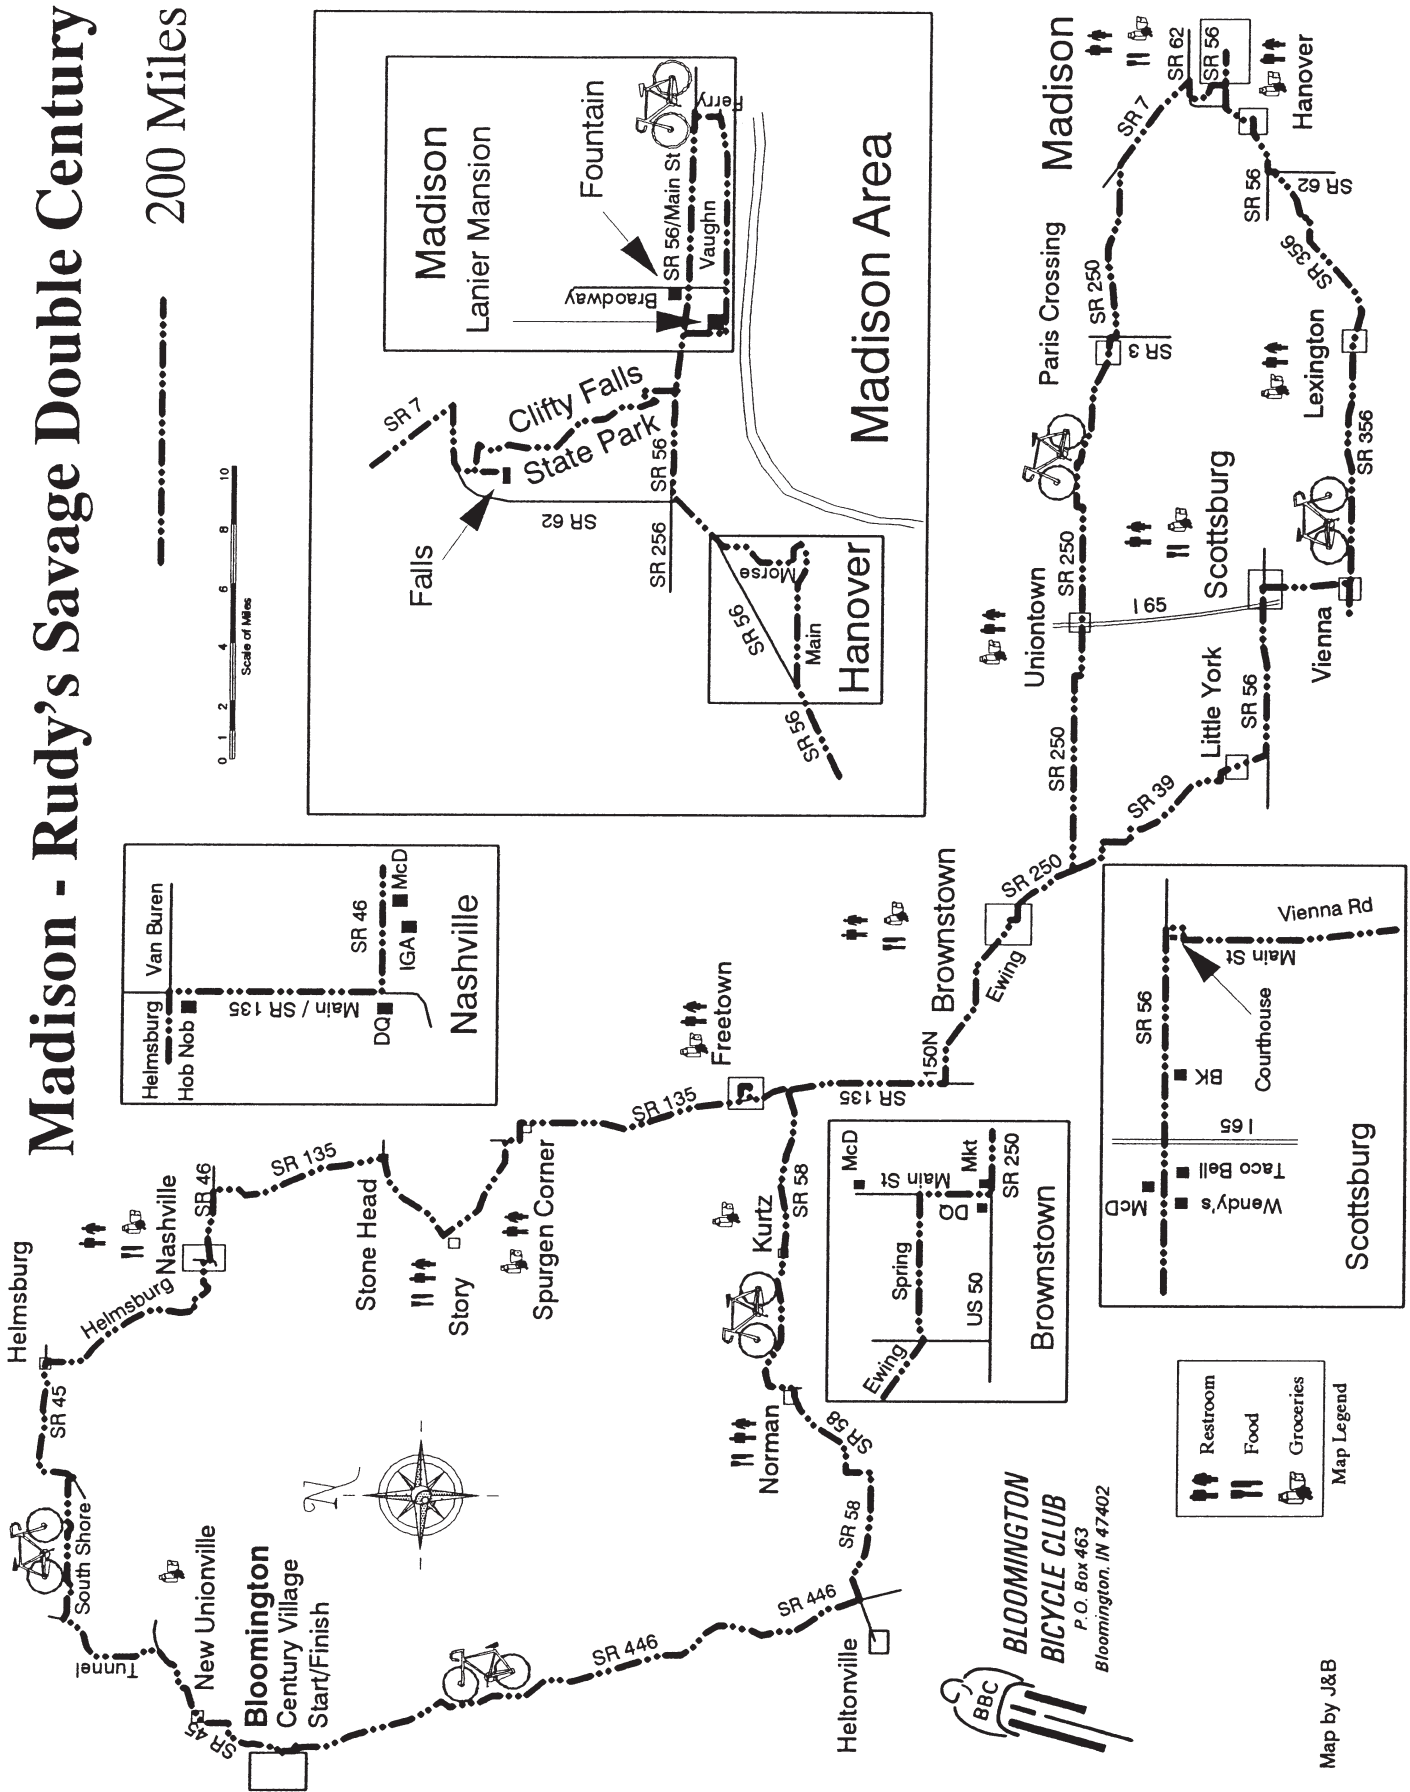 Madison - Rudy's Savage Double Century
200 Miles
0 1 2 4 6 8 10
Scale of Miles
Helmsburg
SR 45
South Shore
Tunnel
New Unionville
SR 45
Bloomington
Century Village
Start/Finish
Helmsburg
Nashville
SR 46
SR 135
Stone Head
Story
Spurgen Corner
SR 135
Freetown
SR 135
150N
Brownstown
Ewing
SR 250
SR 58
Kurtz
Norman
SR 58
SR 58
SR 446
SR 446
Heltonville
N
Helmsburg
Van Buren
Hob Nob
Main / SR 135
SR 46
DQ
IGA
McD
Nashville
Madison
Lanier Mansion
Fountain
Ferry
SR 56/Main St
Vaughn
Braodway
SR 7
Clifty Falls
State Park
Falls
SR 62
SR 56
SR 256
Morse
SR 56
Main
Hanover
SR 56
Madison Area
Madison
SR 62
SR 56
SR 7
Hanover
SR 56
SR 62
SR 356
Paris Crossing
SR 250
SR 3
Lexington
SR 356
Uniontown
SR 250
SR 250
I 65
Scottsburg
Vienna
Little York
SR 56
SR 39
McD
Main St
Mkt
SR 250
DQ
Spring
US 50
Ewing
Brownstown
Vienna Rd
Main St
SR 56
Courthouse
BK
I 65
Taco Bell
Wendy's
McD
Scottsburg
Restroom
Food
Groceries
Map Legend
BBC
BLOOMINGTON
BICYCLE CLUB
P.O. Box 463
Bloomington, IN 47402
Map by J&B